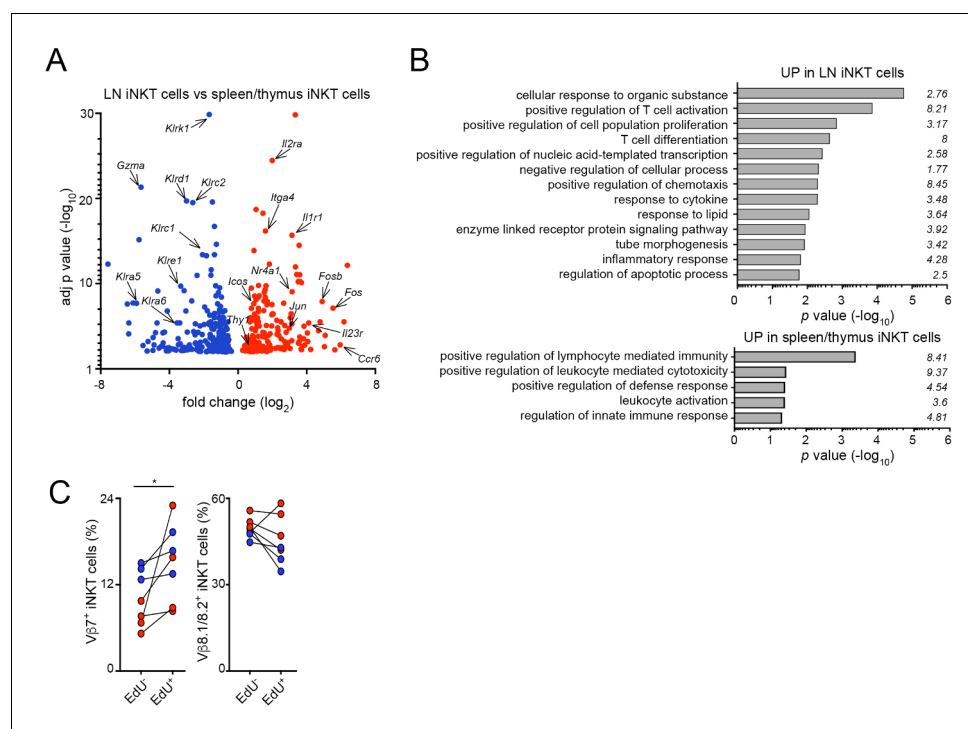 A
LN iNKT cells vs spleen/thymus iNKT cells
adj p value (-log10)
30
20
10
1
Klrk1
Il2ra
Gzma
Klrd1
Klrc2
Itga4
Il1r1
Klrc1
Klre1
Nr4a1
Klra5
Icos
Fosb
Fos
Klra6
Jun
Thy1
Il23r
Ccr6
-8 -4 0 4 8
fold change (log2)
B
UP in LN iNKT cells
cellular response to organic substance 2.76
positive regulation of T cell activation 8.21
positive regulation of cell population proliferation 3.17
T cell differentiation 8
positive regulation of nucleic acid-templated transcription 2.58
negative regulation of cellular process 1.77
positive regulation of chemotaxis 8.45
response to cytokine 3.48
response to lipid 3.64
enzyme linked receptor protein signaling pathway 3.92
tube morphogenesis 3.42
inflammatory response 4.28
regulation of apoptotic process 2.5
0 1 2 3 4 5 6
p value (-log10)
UP in spleen/thymus iNKT cells
positive regulation of lymphocyte mediated immunity 8.41
positive regulation of leukocyte mediated cytotoxicity 9.37
positive regulation of defense response 4.54
leukocyte activation 3.6
regulation of innate immune response 4.81
0 1 2 3 4 5 6
p value (-log10)
C
Vβ7+ iNKT cells (%)
24
12
0
*
EdU- EdU+
Vβ8.1/8.2+ iNKT cells (%)
60
30
0
EdU- EdU+